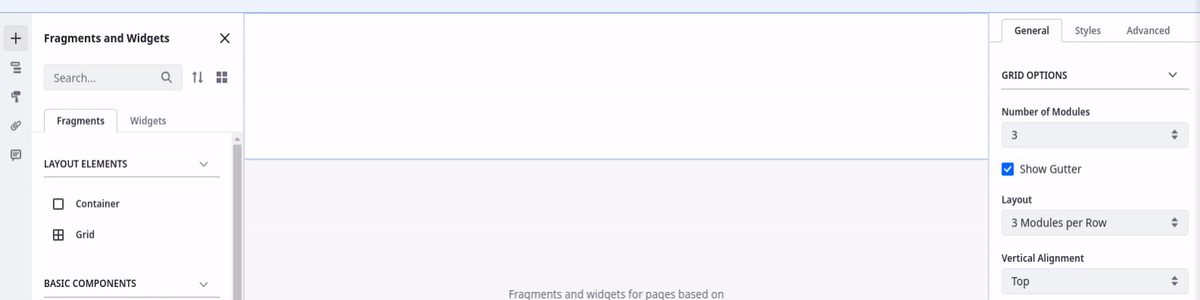 Fragments and Widgets
Search...
Fragments
Widgets
LAYOUT ELEMENTS
Container
Grid
BASIC COMPONENTS
Fragments and widgets for pages based on
General
Styles
Advanced
GRID OPTIONS
Number of Modules
3
Show Gutter
Layout
3 Modules per Row
Vertical Alignment
Top